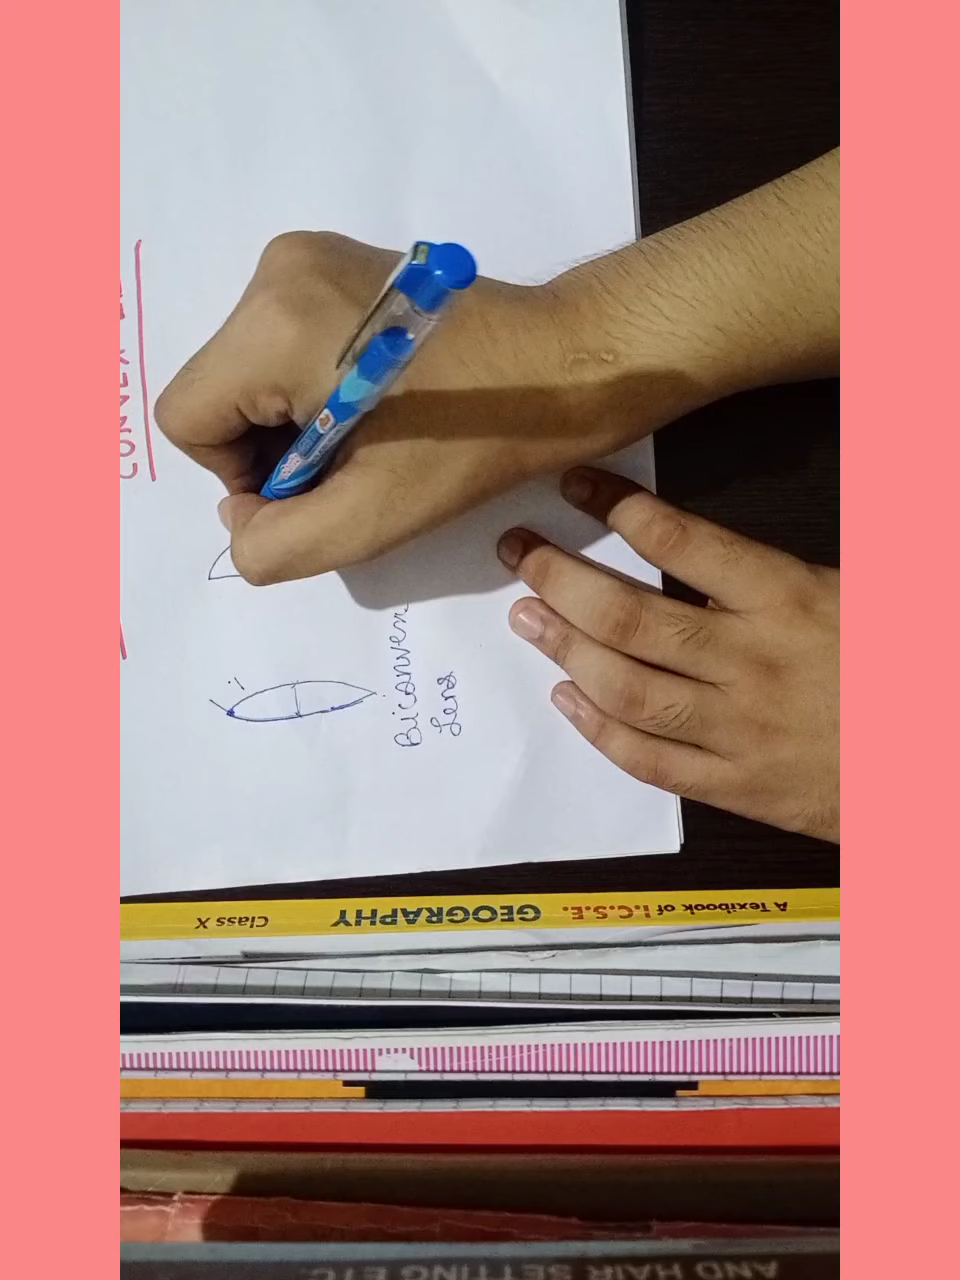 CONVEX
Biconvex
Lens
A Textbook of I.C.S.E. GEOGRAPHY Class X
AND HAIR SETTING ETC.